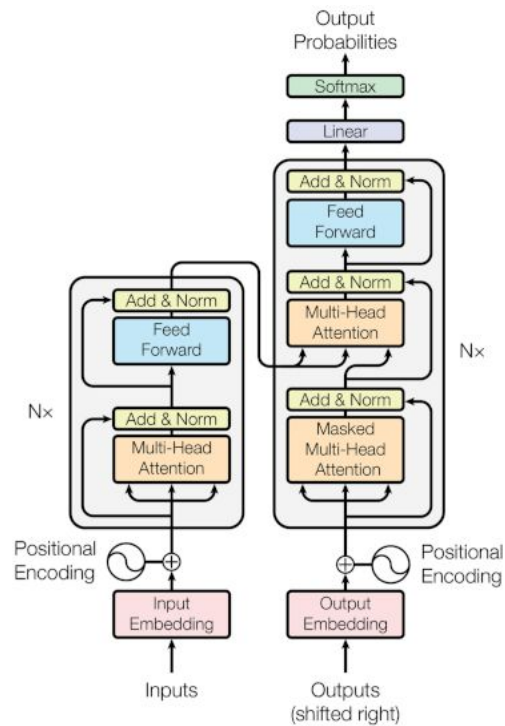 Output
Probabilities
Softmax
Linear
Add & Norm
Feed
Forward
Add & Norm
Multi-Head
Attention
Nx
Add & Norm
Masked
Multi-Head
Attention
Add & Norm
Feed
Forward
Nx
Add & Norm
Multi-Head
Attention
Positional
Encoding
Positional
Encoding
Input
Embedding
Output
Embedding
Inputs
Outputs
(shifted right)